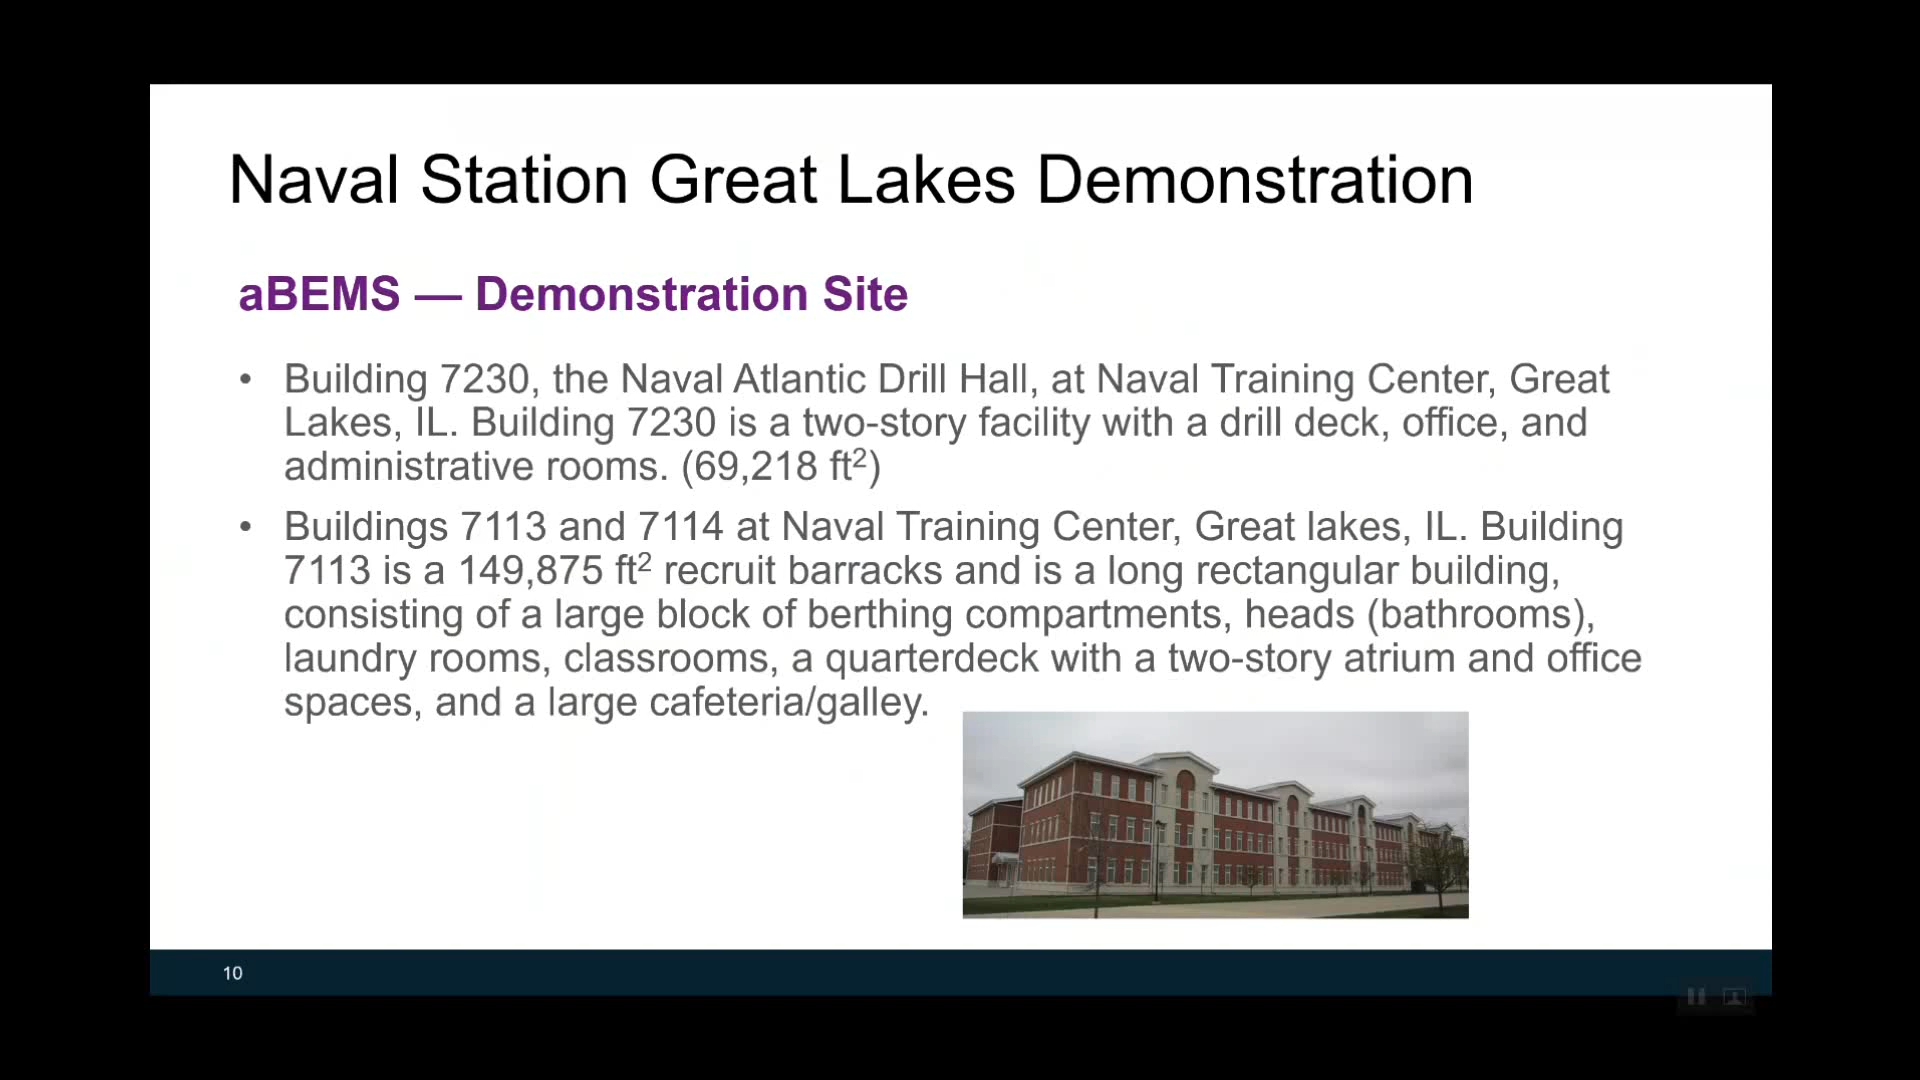 Naval Station Great Lakes Demonstration
aBEMS — Demonstration Site
• Building 7230, the Naval Atlantic Drill Hall, at Naval Training Center, Great
Lakes, IL. Building 7230 is a two-story facility with a drill deck, office, and
administrative rooms. (69,218 ft²)
• Buildings 7113 and 7114 at Naval Training Center, Great lakes, IL. Building
7113 is a 149,875 ft² recruit barracks and is a long rectangular building,
consisting of a large block of berthing compartments, heads (bathrooms),
laundry rooms, classrooms, a quarterdeck with a two-story atrium and office
spaces, and a large cafeteria/galley.
10